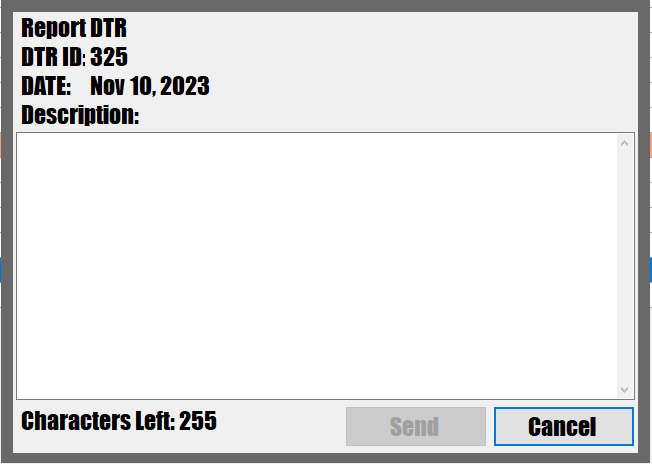 Report DTR
DTR ID: 325
DATE: Nov 10, 2023
Description:
Characters Left: 255
Send
Cancel